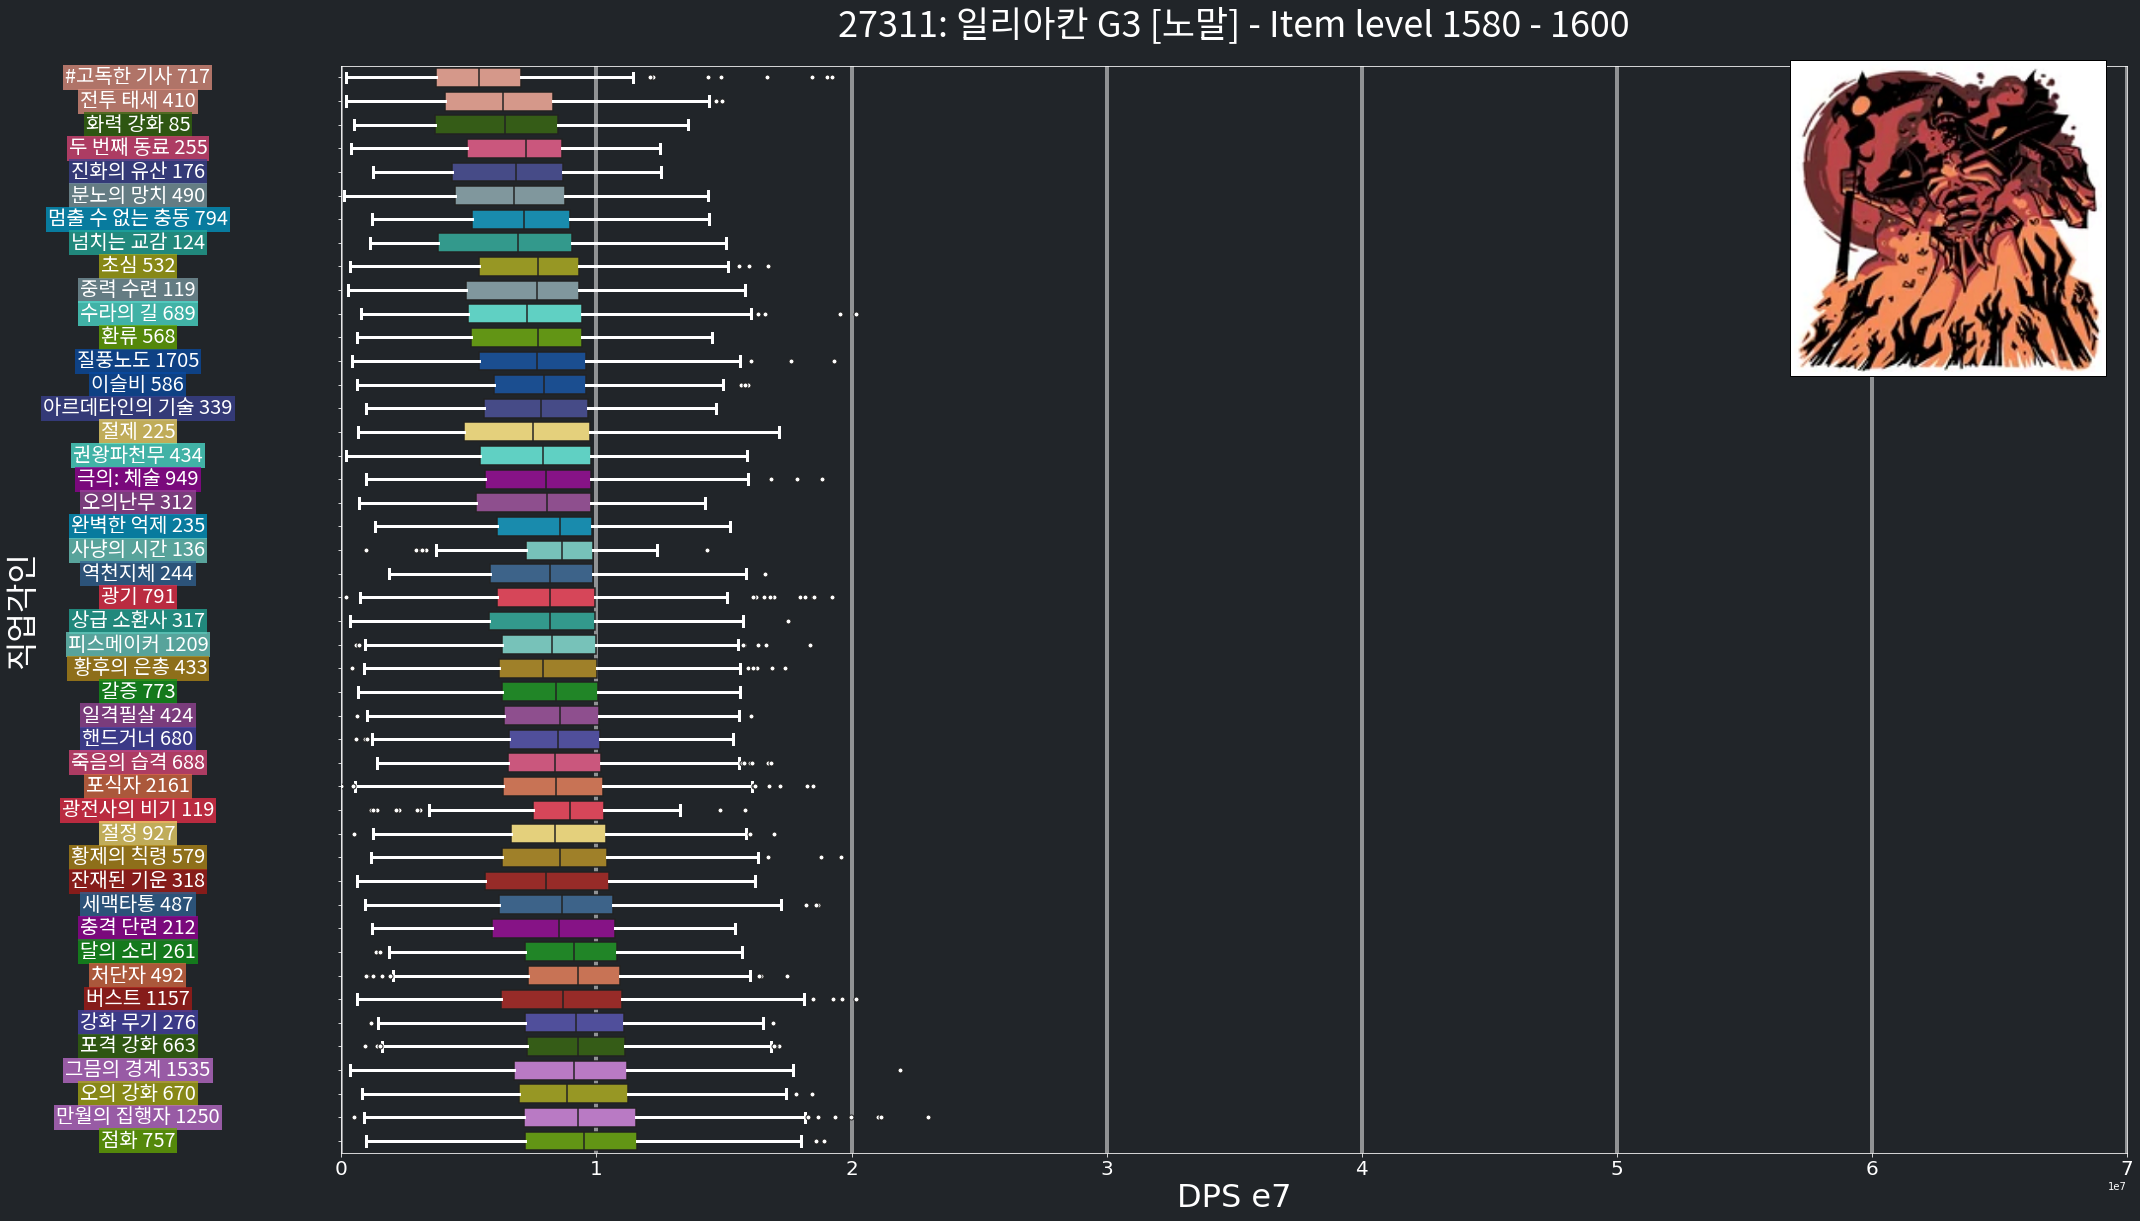 27311: 일리아칸 G3 [노말] - Item level 1580 - 1600
직업각인
#고독한 기사 717
전투 태세 410
화력 강화 85
두 번째 동료 255
진화의 유산 176
분노의 망치 490
멈출 수 없는 충동 794
넘치는 교감 124
초심 532
중력 수련 119
수라의 길 689
환류 568
질풍노도 1705
이슬비 586
아르데타인의 기술 339
절제 225
권왕파천무 434
극의: 체술 949
오의난무 312
완벽한 억제 235
사냥의 시간 136
역천지체 244
광기 791
상급 소환사 317
피스메이커 1209
황후의 은총 433
갈증 773
일격필살 424
핸드거너 680
죽음의 습격 688
포식자 2161
광전사의 비기 119
절정 927
황제의 칙령 579
잔재된 기운 318
세맥타통 487
충격 단련 212
달의 소리 261
처단자 492
버스트 1157
강화 무기 276
포격 강화 663
그믐의 경계 1535
오의 강화 670
만월의 집행자 1250
점화 757
0 1 2 3 4 5 6 7
DPS e7
1e7